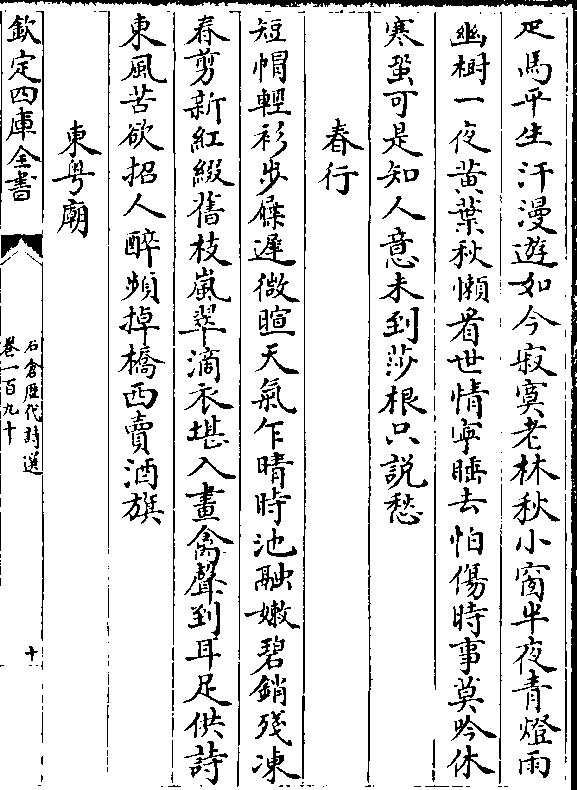 疋馬平生汗漫遊如今寂寞老林秋小窗半夜青燈雨
幽樹一夜黄葉秋懶看世情寧睡去怕傷時事莫吟休
寒蛩可是知人意未到莎根只説愁
春行
短帽輕衫步屧遲微暄天氣乍晴時池融嫩碧銷殘凍
春剪新紅綴舊枝嵐翠滴衣堪入畫禽聲到耳足供詩
東風苦欲招人醉頻掉橋西賣酒旗
東粤廟
欽定四庫全書
石倉歴代詩選
卷一百九十
十